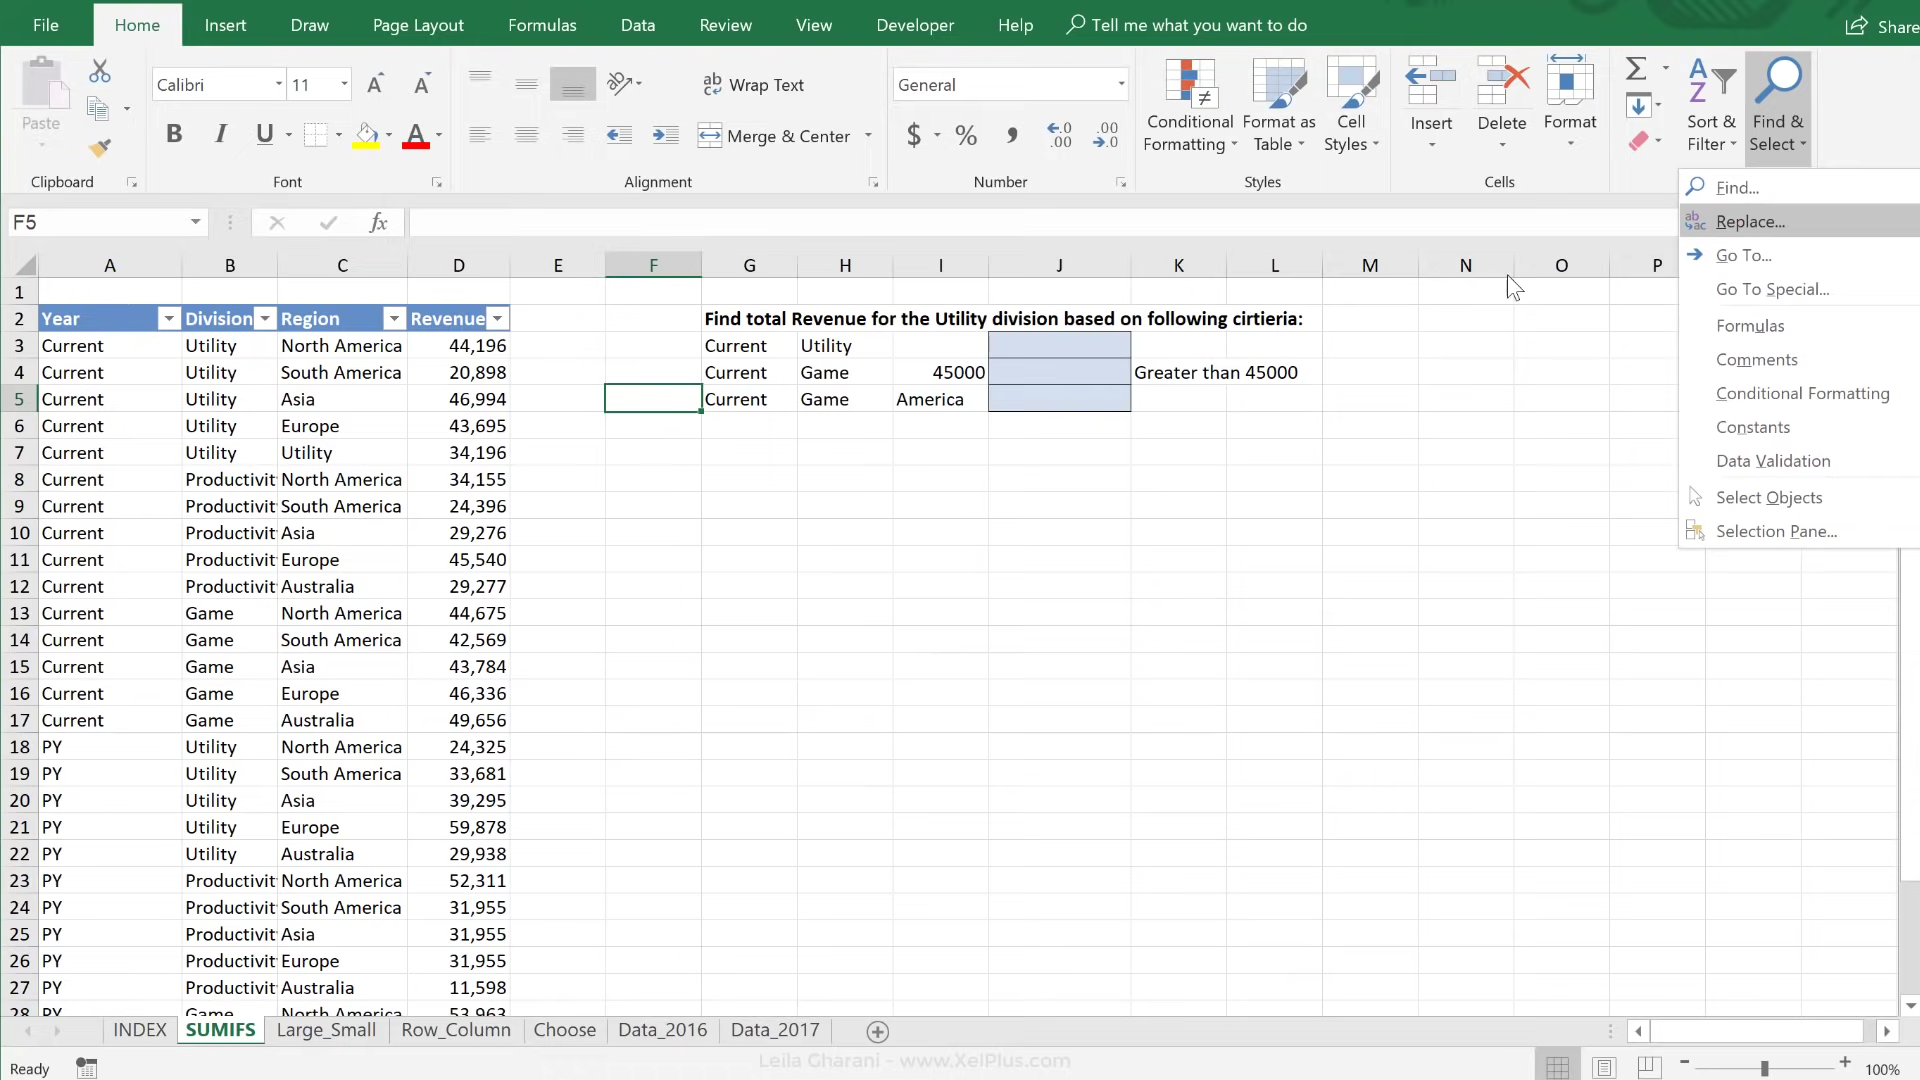 File Home Insert Draw Page Layout Formulas Data Review View Developer Help Tell me what you want to do Share
Paste
Clipboard
Calibri 11
B I U A
Font
ab Wrap Text
Merge & Center
Alignment
General
$ % , .0 .00
Number
Conditional Formatting
Format as Table
Cell Styles
Styles
Insert Delete Format
Cells
Sort & Filter
Find & Select
Find...
Replace...
Go To...
Go To Special...
Formulas
Comments
Conditional Formatting
Constants
Data Validation
Select Objects
Selection Pane...
F5 fx
A B C D E F G H I J K L M N O P
1
2 Year Division Region Revenue Find total Revenue for the Utility division based on following cirtieria:
3 Current Utility North America 44,196 Current Utility
4 Current Utility South America 20,898 Current Game 45000 Greater than 45000
5 Current Utility Asia 46,994 Current Game America
6 Current Utility Europe 43,695
7 Current Utility Utility 34,196
8 Current Productivit North America 34,155
9 Current Productivit South America 24,396
10 Current Productivit Asia 29,276
11 Current Productivit Europe 45,540
12 Current Productivit Australia 29,277
13 Current Game North America 44,675
14 Current Game South America 42,569
15 Current Game Asia 43,784
16 Current Game Europe 46,336
17 Current Game Australia 49,656
18 PY Utility North America 24,325
19 PY Utility South America 33,681
20 PY Utility Asia 39,295
21 PY Utility Europe 59,878
22 PY Utility Australia 29,938
23 PY Productivit North America 52,311
24 PY Productivit South America 31,955
25 PY Productivit Asia 31,955
26 PY Productivit Europe 31,955
27 PY Productivit Australia 11,598
28 PY Game North America 53,963
INDEX SUMIFS Large_Small Row_Column Choose Data_2016 Data_2017
Leila Gharani - www.XelPlus.com
Ready 100%